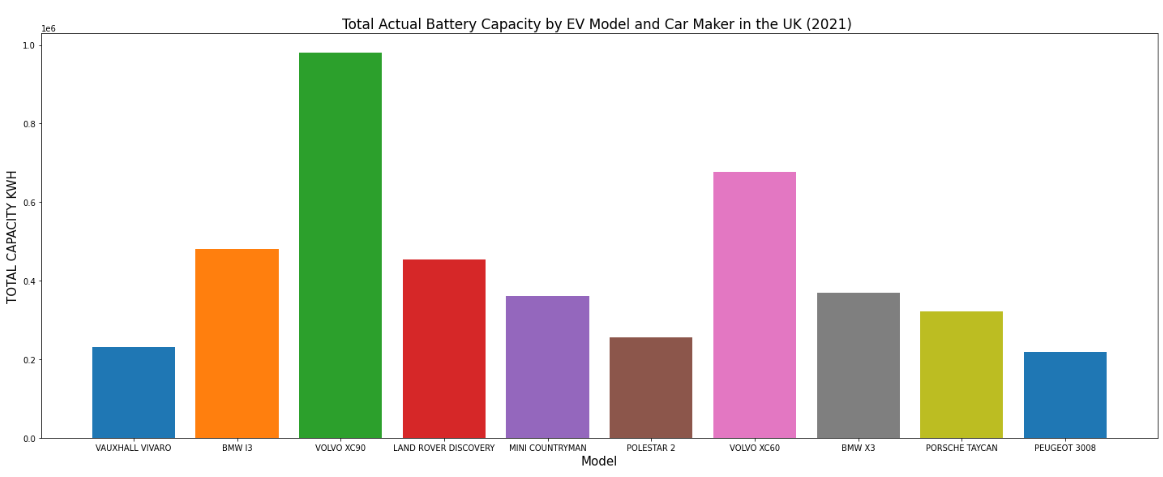 Total Actual Battery Capacity by EV Model and Car Maker in the UK (2021)
1e6
1.0
0.8
0.6
0.4
0.2
0.0
TOTAL CAPACITY KWH
VAUXHALL VIVARO BMW I3 VOLVO XC90 LAND ROVER DISCOVERY MINI COUNTRYMAN POLESTAR 2 VOLVO XC60 BMW X3 PORSCHE TAYCAN PEUGEOT 3008
Model